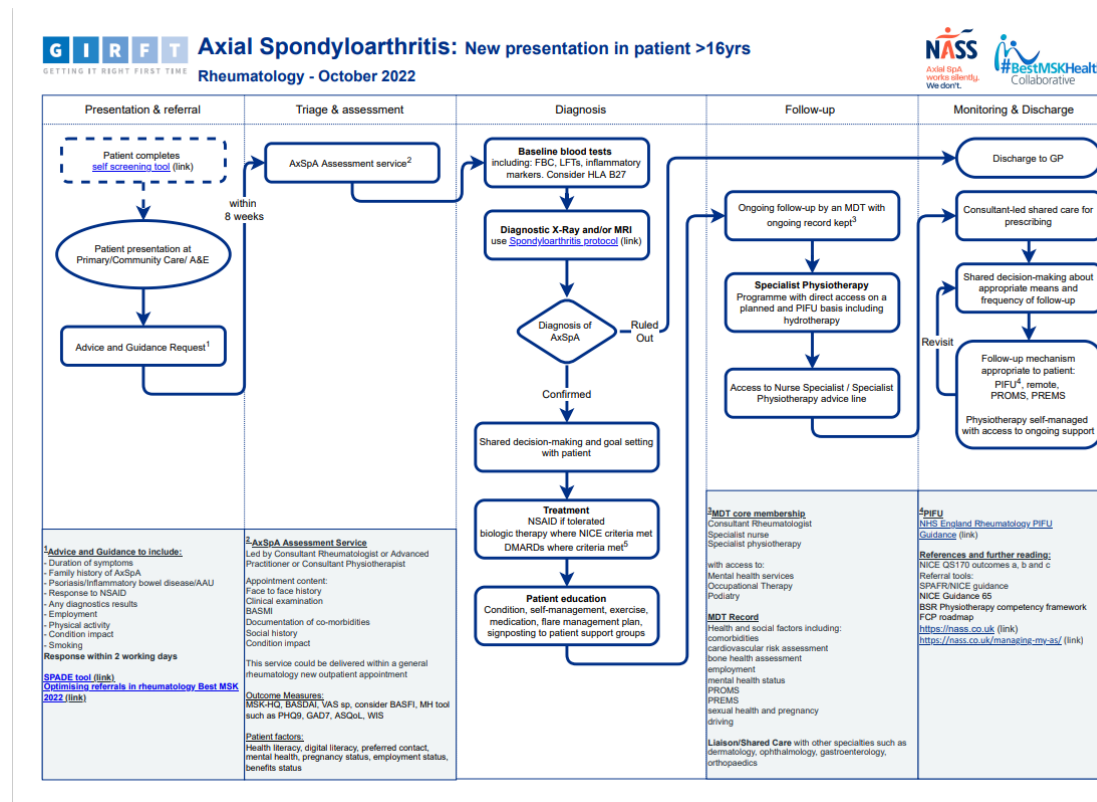 GIRFT
GETTING IT RIGHT FIRST TIME
Axial Spondyloarthritis: New presentation in patient >16yrs
Rheumatology - October 2022
NASS
Axial SpA
works silently.
We don't.
#BestMSKHealth
Collaborative
Presentation & referral
Triage & assessment
Diagnosis
Follow-up
Monitoring & Discharge
Patient completes
self screening tool (link)
within
8 weeks
Patient presentation at
Primary/Community Care/ A&E
Advice and Guidance Request1
AxSpA Assessment service2
Baseline blood tests
including: FBC, LFTs, inflammatory
markers. Consider HLA B27
Diagnostic X-Ray and/or MRI
use Spondyloarthritis protocol (link)
Diagnosis of
AxSpA
Ruled
Out
Confirmed
Shared decision-making and goal setting
with patient
Treatment
NSAID if tolerated
biologic therapy where NICE criteria met
DMARDs where criteria met5
Patient education
Condition, self-management, exercise,
medication, flare management plan,
signposting to patient support groups
Ongoing follow-up by an MDT with
ongoing record kept3
Specialist Physiotherapy
Programme with direct access on a
planned and PIFU basis including
hydrotherapy
Access to Nurse Specialist / Specialist
Physiotherapy advice line
Discharge to GP
Consultant-led shared care for
prescribing
Shared decision-making about
appropriate means and
frequency of follow-up
Revisit
Follow-up mechanism
appropriate to patient:
PIFU4, remote,
PROMS, PREMS
Physiotherapy self-managed
with access to ongoing support
1Advice and Guidance to include:
- Duration of symptoms
- Family history of AxSpA
- Psoriasis/Inflammatory bowel disease/AAU
- Response to NSAID
- Any diagnostics results
- Employment
- Physical activity
- Condition impact
- Smoking
Response within 2 working days
SPADE tool (link)
Optimising referrals in rheumatology Best MSK
2022 (link)
2AxSpA Assessment Service
Led by Consultant Rheumatologist or Advanced
Practitioner or Consultant Physiotherapist
Appointment content:
Face to face history
Clinical examination
BASMI
Documentation of co-morbidities
Social history
Condition impact
This service could be delivered within a general
rheumatology new outpatient appointment
Outcome Measures:
MSK-HQ, BASDAI, VAS sp, consider BASFI, MH tool
such as PHQ9, GAD7, ASQoL, WIS
Patient factors:
Health literacy, digital literacy, preferred contact,
mental health, pregnancy status, employment status,
benefits status
3MDT core membership
Consultant Rheumatologist
Specialist nurse
Specialist physiotherapy
with access to:
Mental health services
Occupational Therapy
Podiatry
MDT Record
Health and social factors including:
comorbidities
cardiovascular risk assessment
bone health assessment
employment
mental health status
PROMS
PREMS
sexual health and pregnancy
driving
Liaison/Shared Care with other specialties such as
dermatology, ophthalmology, gastroenterology,
orthopaedics
4PIFU
NHS England Rheumatology PIFU
Guidance (link)
References and further reading:
NICE QS170 outcomes a, b and c
Referral tools:
SPAFR/NICE guidance
NICE Guidance 65
BSR Physiotherapy competency framework
FCP roadmap
https://nass.co.uk (link)
https://nass.co.uk/managing-my-as/ (link)